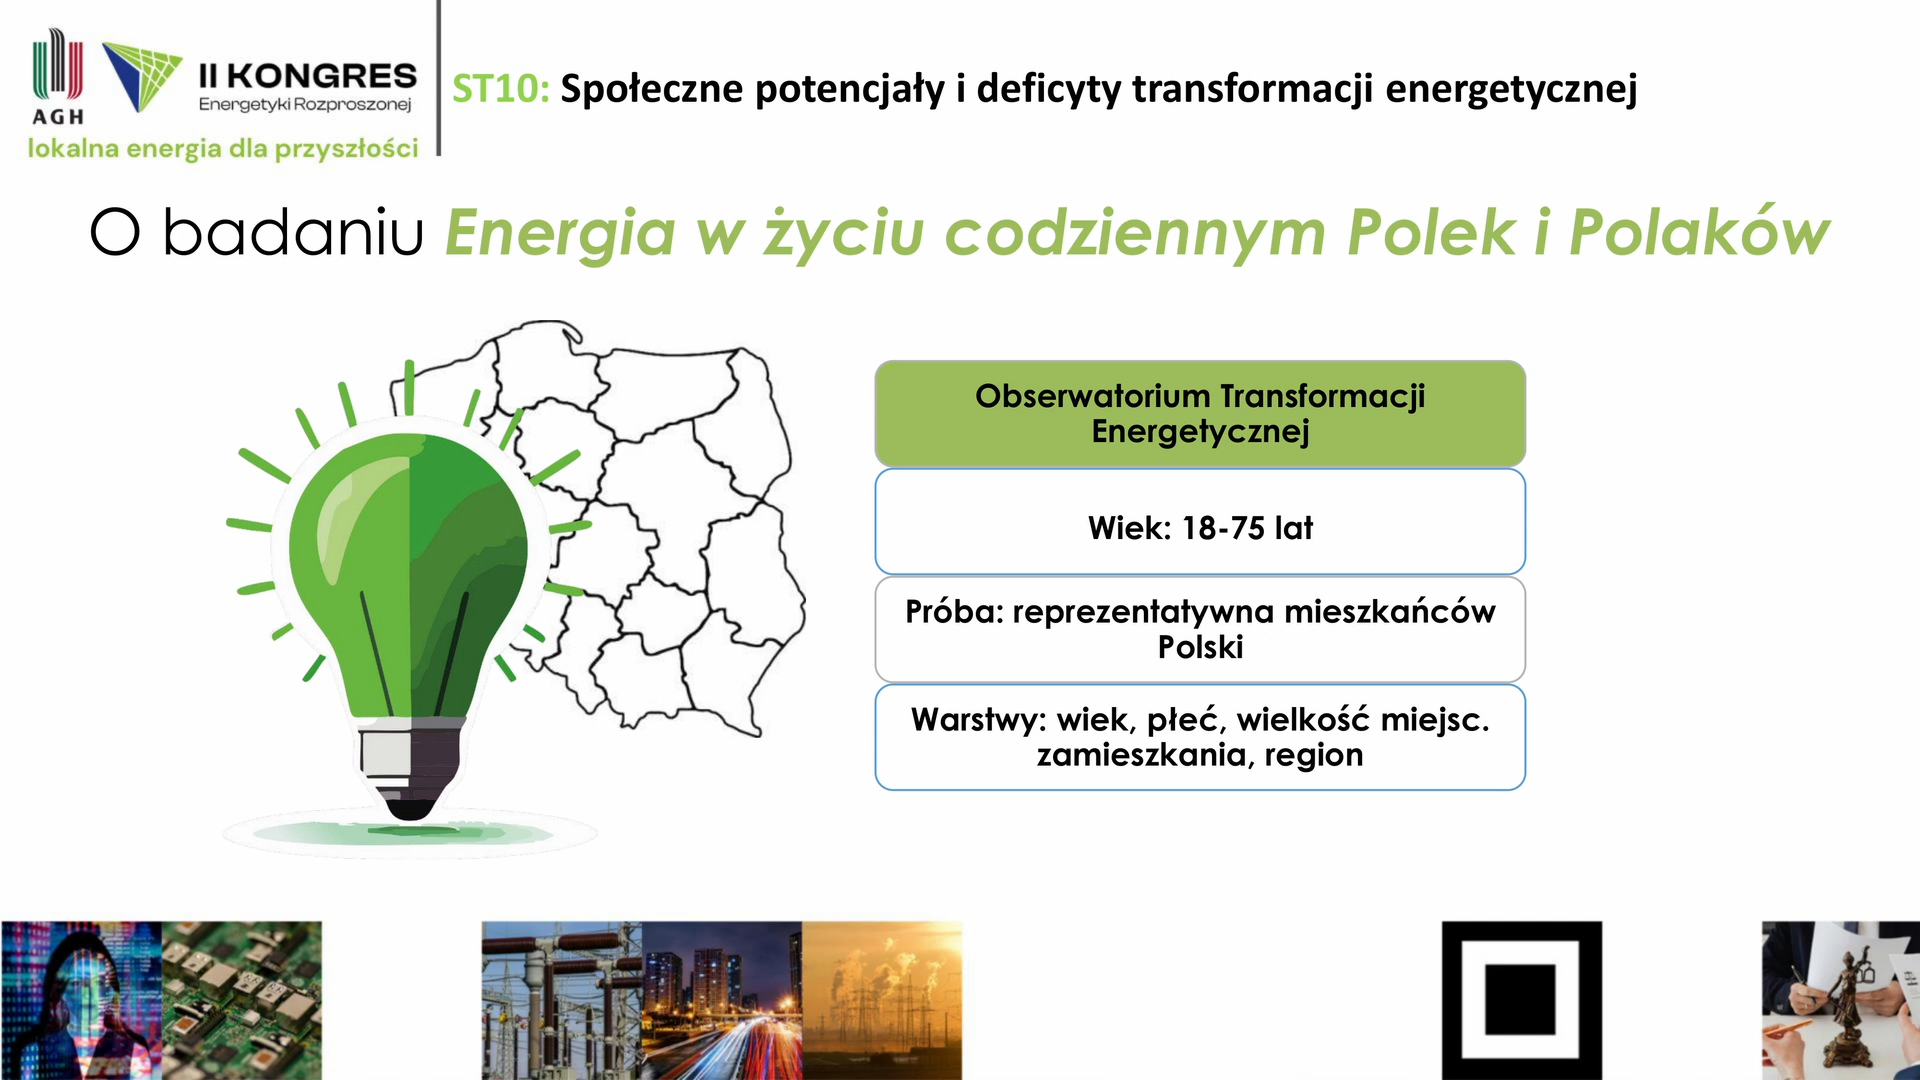 AGH
II KONGRES
Energetyki Rozproszonej
lokalna energia dla przyszłości
ST10: Społeczne potencjały i deficyty transformacji energetycznej
O badaniu Energia w życiu codziennym Polek i Polaków
Obserwatorium Transformacji
Energetycznej
Wiek: 18-75 lat
Próba: reprezentatywna mieszkańców
Polski
Warstwy: wiek, płeć, wielkość miejsc.
zamieszkania, region